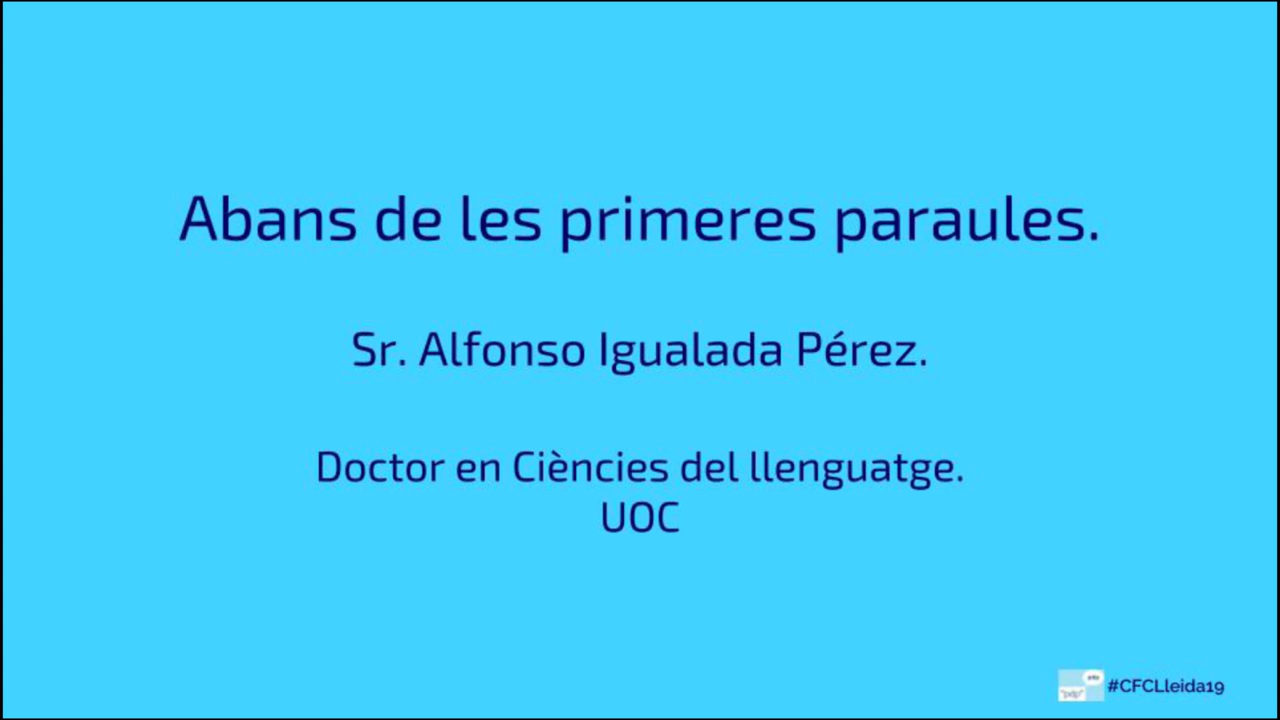 Abans de les primeres paraules.
Sr. Alfonso Igualada Pérez.
Doctor en Ciències del llenguatge.
UOC
#CFCLleida19